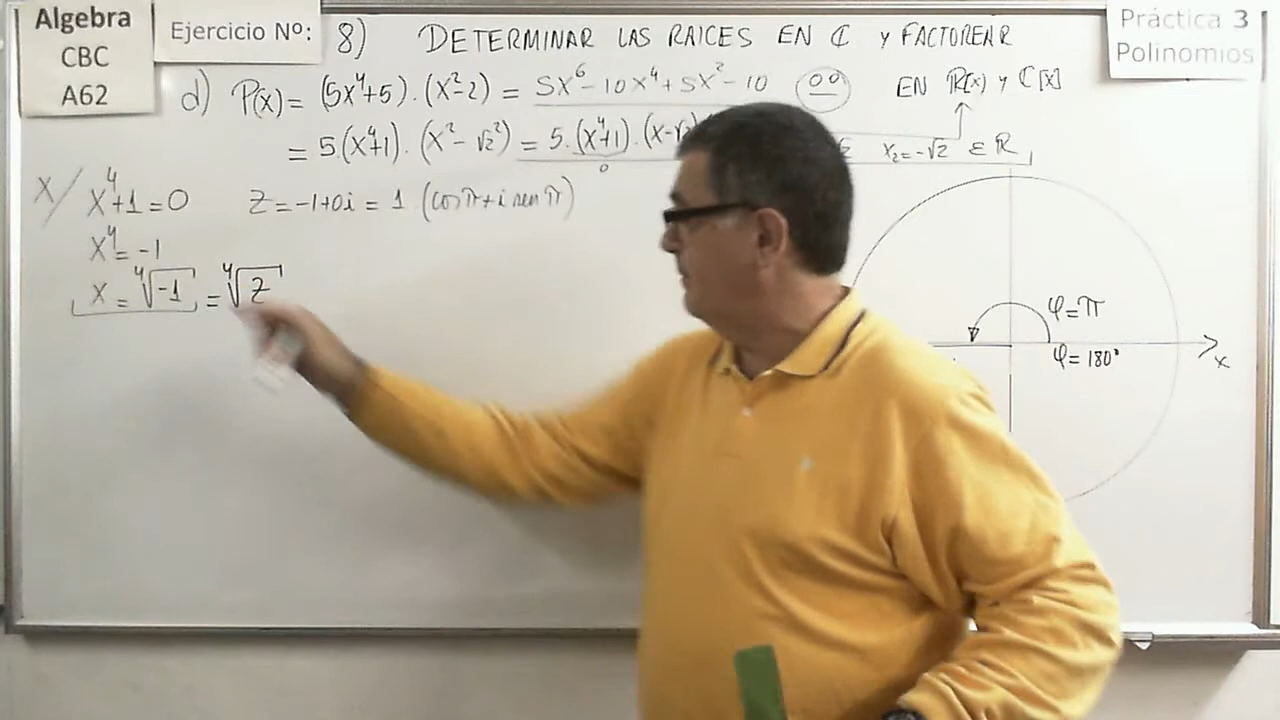 Algebra
CBC
A62
Ejercicio Nº:
8) DETERMINAR LAS RAICES EN ℂ y FACTOREAR
EN ℝ[x] y ℂ[x]
Práctica 3
Polinomios
d) P(x) = (5x⁴+5).(x²-2) = 5x⁶-10x⁴+5x²-10
= 5.(x⁴+1).(x²-√2²) = 5.(x⁴+1).(x-√2
x₂=-√2 ∈ ℝ
0
x/ x⁴+1=0 z=-1+0i = 1 (cos π+i sen π)
x⁴=-1
x = ⁴√-1 = ⁴√z
φ=π
φ=180°
x